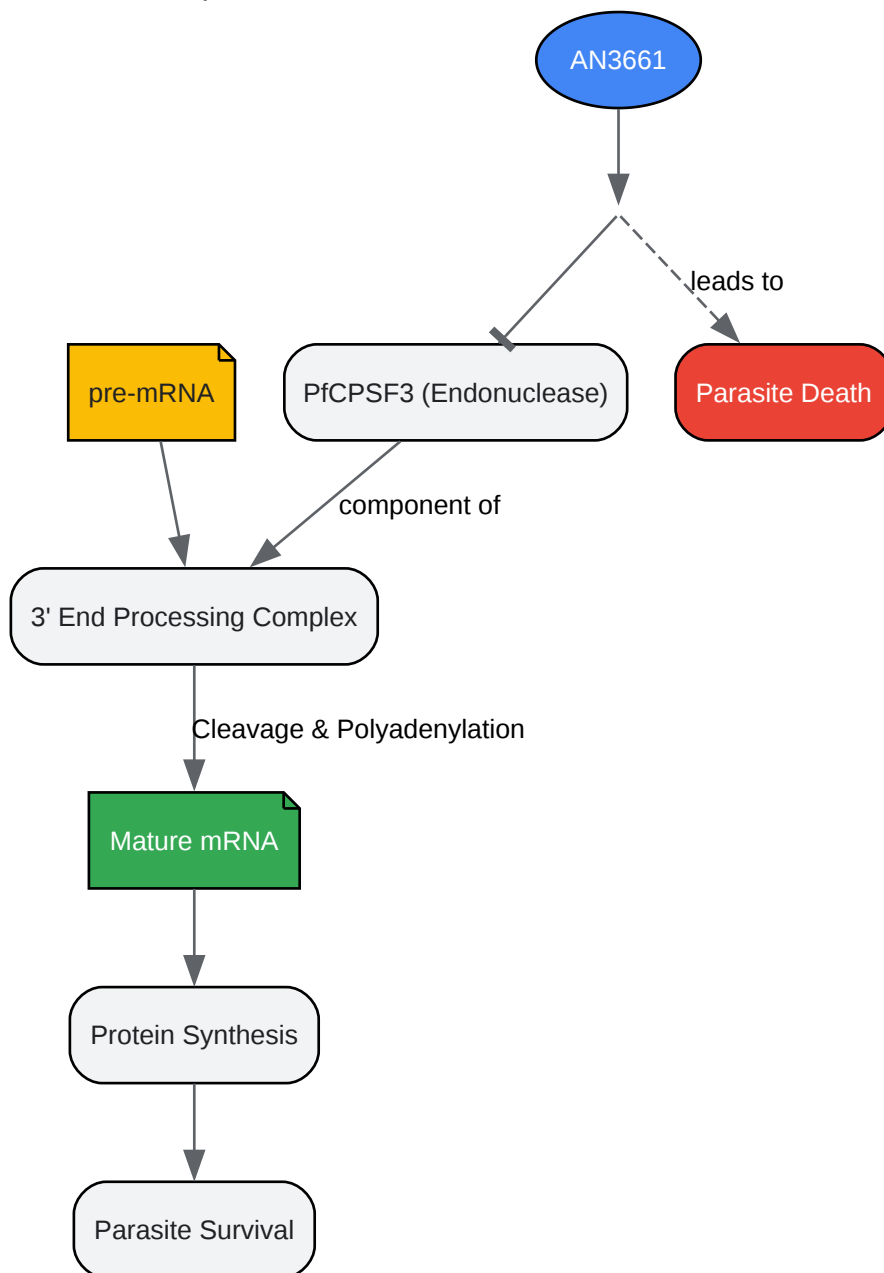 AN3661
leads to
pre-mRNA
PfCPSF3 (Endonuclease)
Parasite Death
component of
3' End Processing Complex
Cleavage & Polyadenylation
Mature mRNA
Protein Synthesis
Parasite Survival